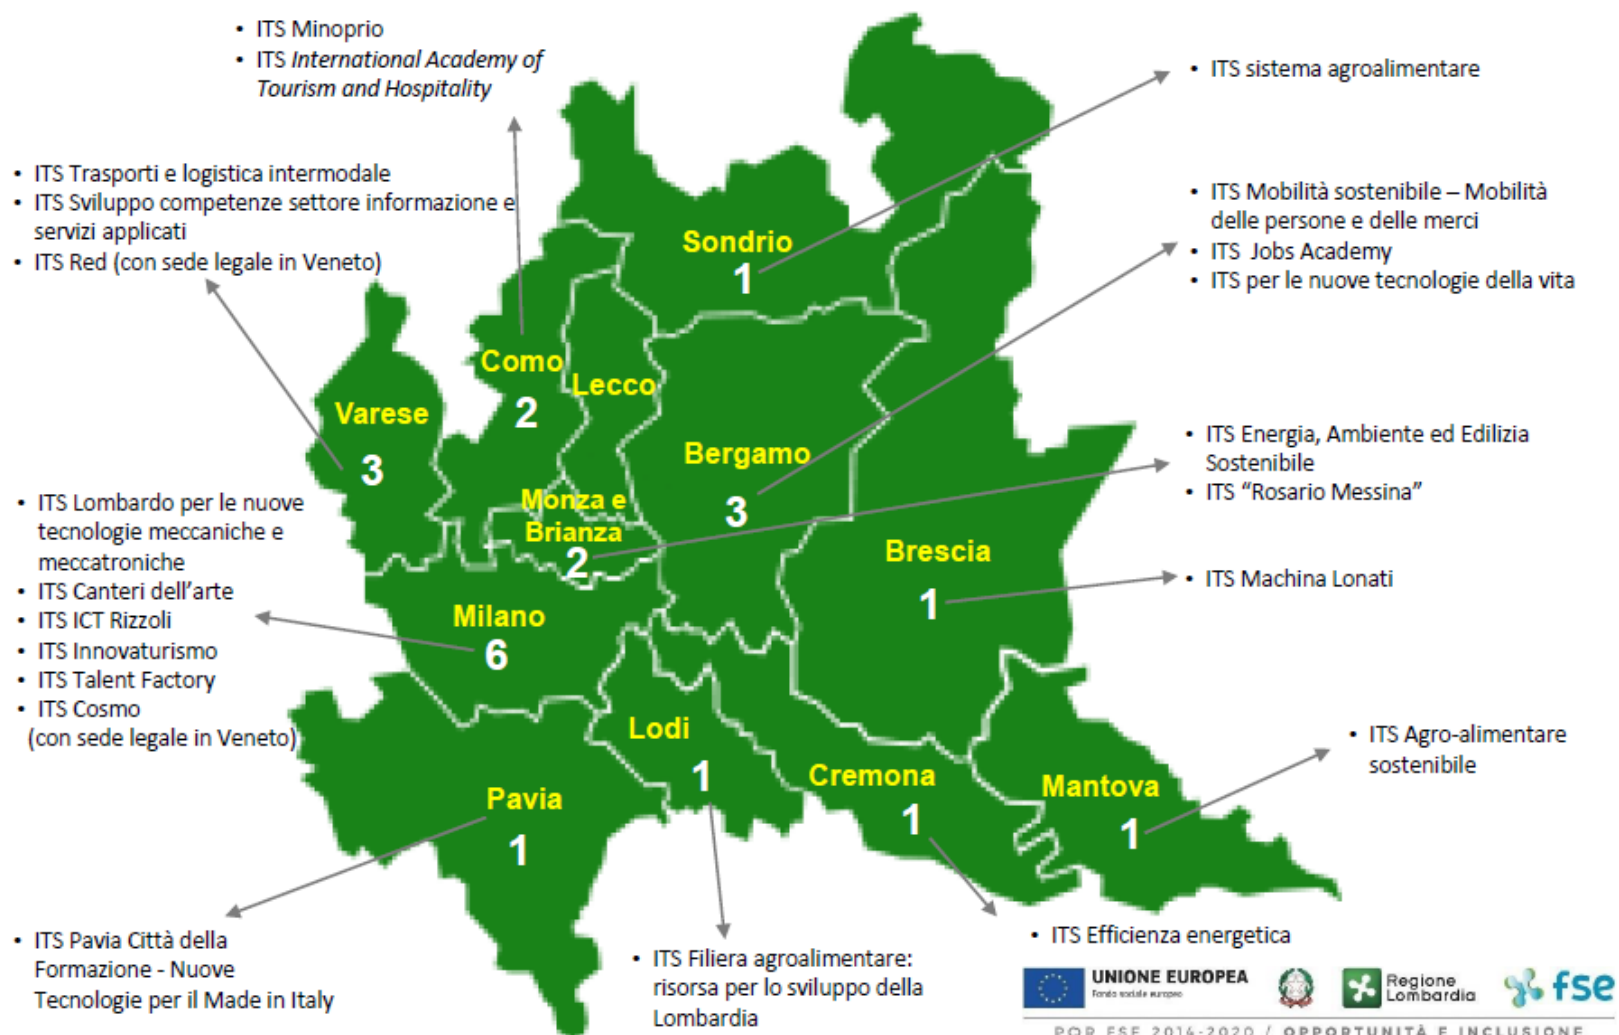 • ITS Minoprio
• ITS International Academy of
Tourism and Hospitality
• ITS sistema agroalimentare
• ITS Trasporti e logistica intermodale
• ITS Sviluppo competenze settore informazione e
servizi applicati
• ITS Red (con sede legale in Veneto)
• ITS Mobilità sostenibile – Mobilità
delle persone e delle merci
• ITS Jobs Academy
• ITS per le nuove tecnologie della vita
Sondrio
1
Como
2
Lecco
Varese
3
Bergamo
3
Monza e
Brianza
2
• ITS Energia, Ambiente ed Edilizia
Sostenibile
• ITS “Rosario Messina”
Brescia
1
• ITS Machina Lonati
• ITS Lombardo per le nuove
tecnologie meccaniche e
meccatroniche
• ITS Canteri dell’arte
• ITS ICT Rizzoli
• ITS Innovaturismo
• ITS Talent Factory
• ITS Cosmo
(con sede legale in Veneto)
Milano
6
Lodi
1
Pavia
1
Cremona
1
Mantova
1
• ITS Agro-alimentare
sostenibile
• ITS Pavia Città della
Formazione - Nuove
Tecnologie per il Made in Italy
• ITS Filiera agroalimentare:
risorsa per lo sviluppo della
Lombardia
• ITS Efficienza energetica
UNIONE EUROPEA
Fondo sociale europeo
Regione
Lombardia
fse
POR FSE 2014-2020 / OPPORTUNITÀ E INCLUSIONE